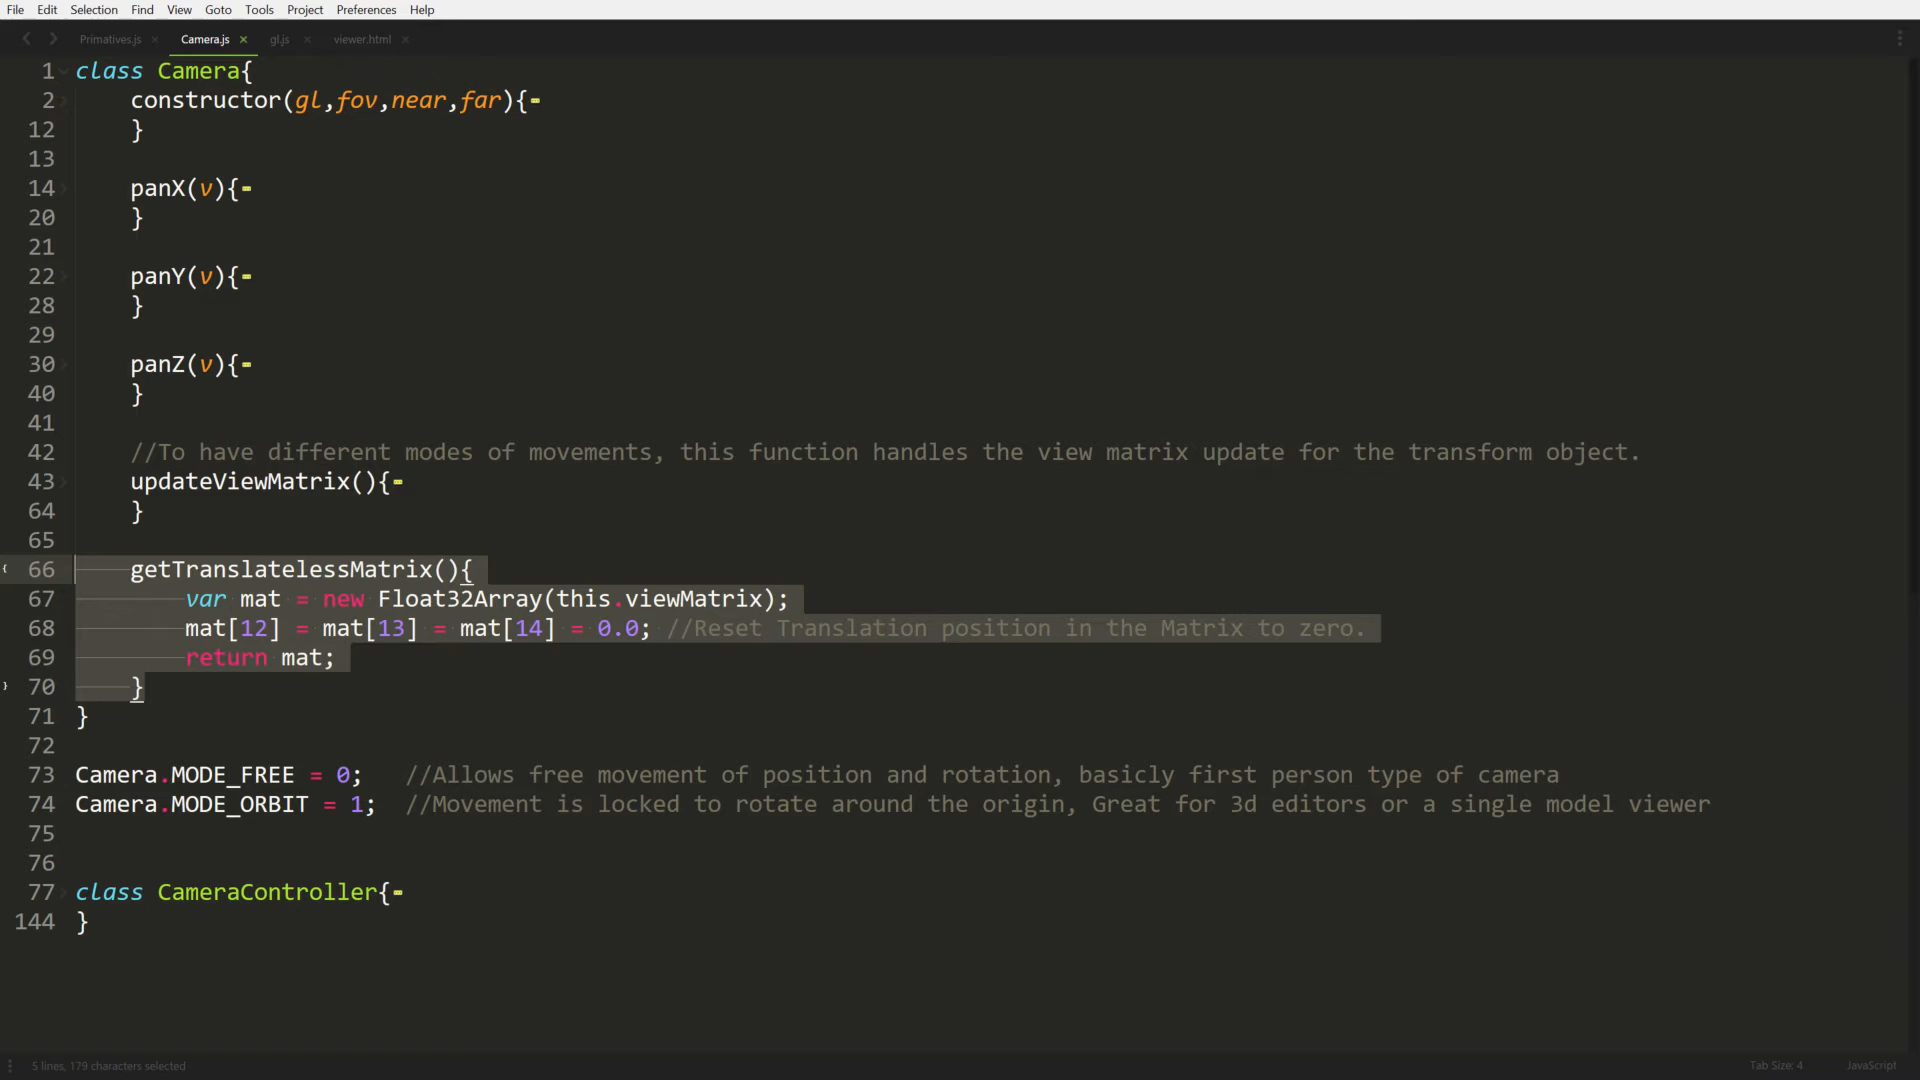 File Edit Selection Find View Goto Tools Project Preferences Help
Primatives.js × Camera.js × gl.js × viewer.html ×
1 class Camera{
2 constructor(gl,fov,near,far){
12 }
13
14 panX(v){
20 }
21
22 panY(v){
28 }
29
30 panZ(v){
40 }
41
42 //To have different modes of movements, this function handles the view matrix update for the transform object.
43 updateViewMatrix(){
64 }
65
{ 66 getTranslatelessMatrix(){
67 var mat = new Float32Array(this.viewMatrix);
68 mat[12] = mat[13] = mat[14] = 0.0; //Reset Translation position in the Matrix to zero.
69 return mat;
} 70 }
71 }
72
73 Camera.MODE_FREE = 0; //Allows free movement of position and rotation, basicly first person type of camera
74 Camera.MODE_ORBIT = 1; //Movement is locked to rotate around the origin, Great for 3d editors or a single model viewer
75
76
77 class CameraController{
144 }
5 lines, 179 characters selected Tab Size: 4 JavaScript